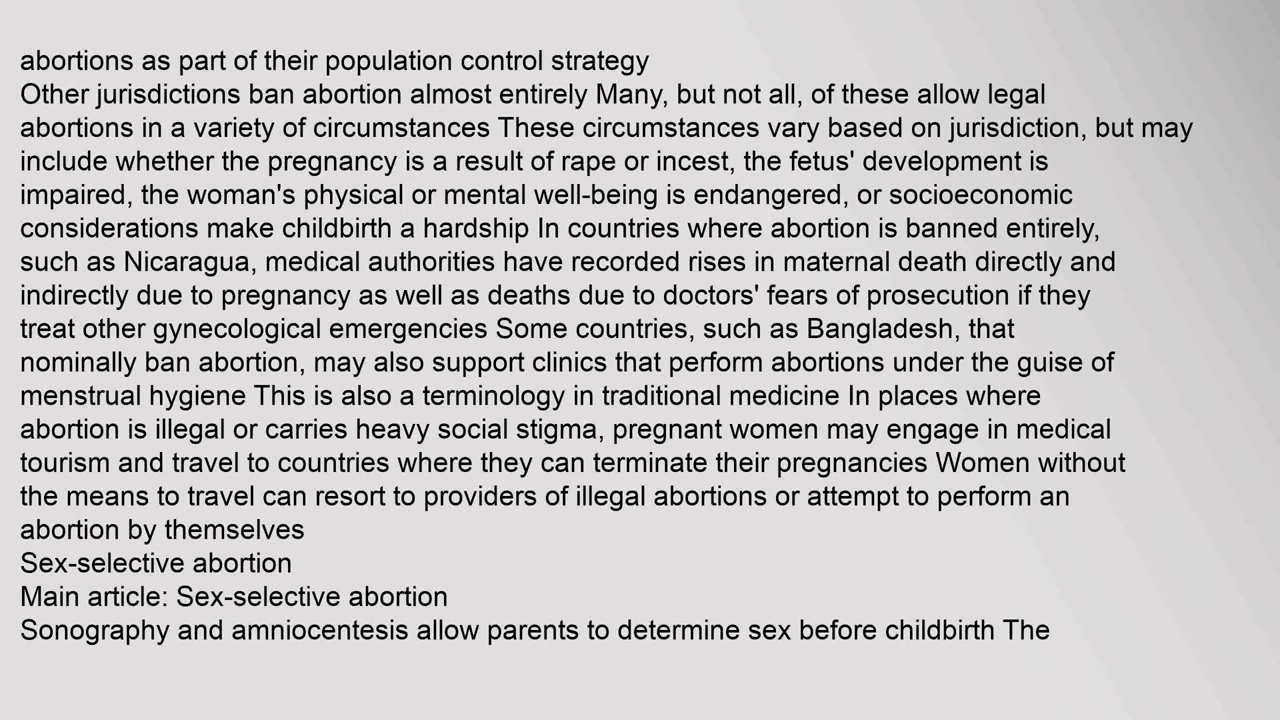 abortions as part of their population control strategy
Other jurisdictions ban abortion almost entirely Many, but not all, of these allow legal
abortions in a variety of circumstances These circumstances vary based on jurisdiction, but may
include whether the pregnancy is a result of rape or incest, the fetus' development is
impaired, the woman's physical or mental well-being is endangered, or socioeconomic
considerations make childbirth a hardship In countries where abortion is banned entirely,
such as Nicaragua, medical authorities have recorded rises in maternal death directly and
indirectly due to pregnancy as well as deaths due to doctors' fears of prosecution if they
treat other gynecological emergencies Some countries, such as Bangladesh, that
nominally ban abortion, may also support clinics that perform abortions under the guise of
menstrual hygiene This is also a terminology in traditional medicine In places where
abortion is illegal or carries heavy social stigma, pregnant women may engage in medical
tourism and travel to countries where they can terminate their pregnancies Women without
the means to travel can resort to providers of illegal abortions or attempt to perform an
abortion by themselves
Sex-selective abortion
Main article: Sex-selective abortion
Sonography and amniocentesis allow parents to determine sex before childbirth The